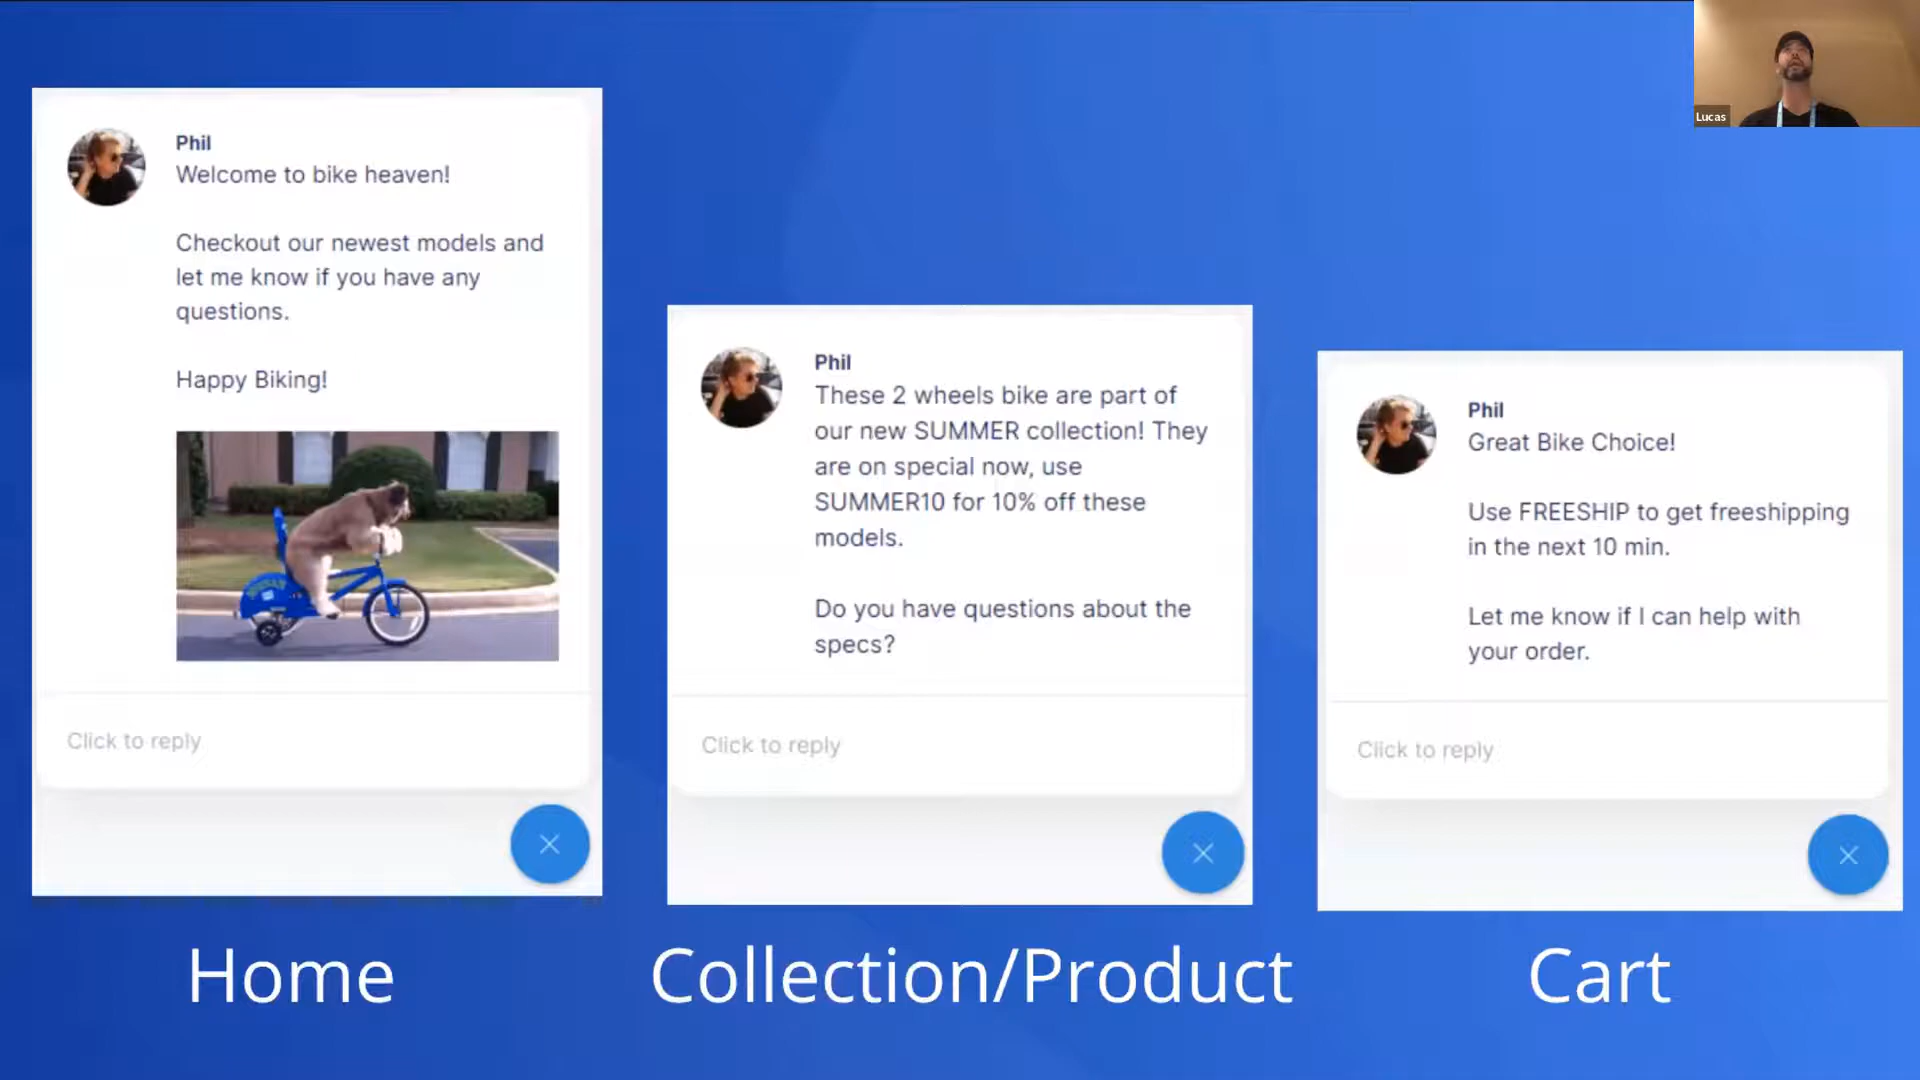 Lucas
Phil
Welcome to bike heaven!
Checkout our newest models and
let me know if you have any
questions.
Happy Biking!
Click to reply
Home
Phil
These 2 wheels bike are part of
our new SUMMER collection! They
are on special now, use
SUMMER10 for 10% off these
models.
Do you have questions about the
specs?
Click to reply
Collection/Product
Phil
Great Bike Choice!
Use FREESHIP to get freeshipping
in the next 10 min.
Let me know if I can help with
your order.
Click to reply
Cart